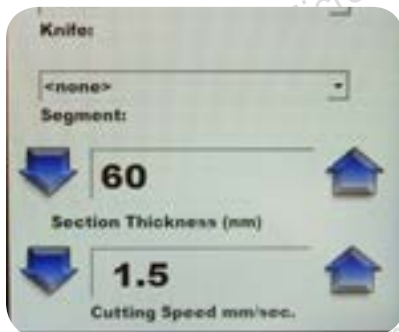 Knife:
<none>
Segment:
60
Section Thickness (nm)
1.5
Cutting Speed mm/sec.